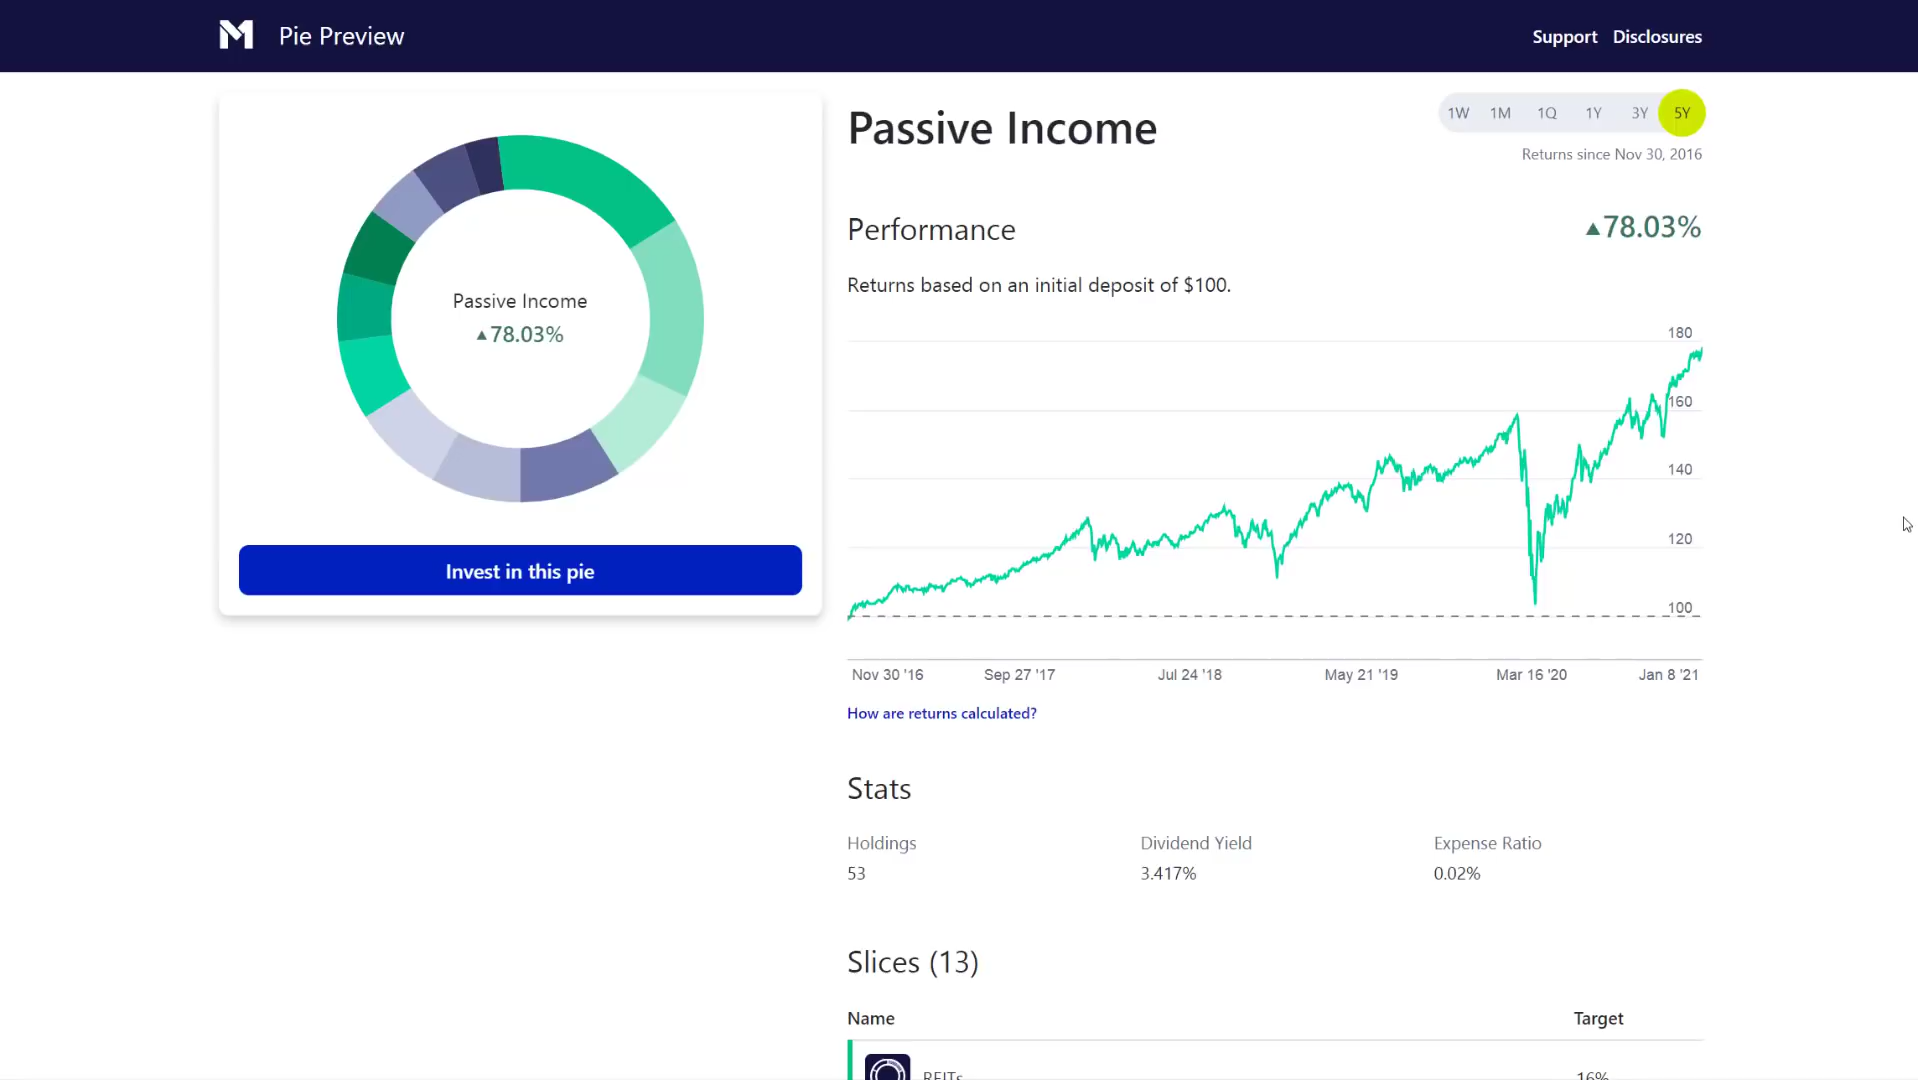 Pie Preview
Support Disclosures
Passive Income
1W 1M 1Q 1Y 3Y 5Y
Returns since Nov 30, 2016
Performance
▲78.03%
Returns based on an initial deposit of $100.
Passive Income
▲78.03%
Invest in this pie
180
160
140
120
100
Nov 30 '16 Sep 27 '17 Jul 24 '18 May 21 '19 Mar 16 '20 Jan 8 '21
How are returns calculated?
Stats
Holdings Dividend Yield Expense Ratio
53 3.417% 0.02%
Slices (13)
Name Target
REITs 16%